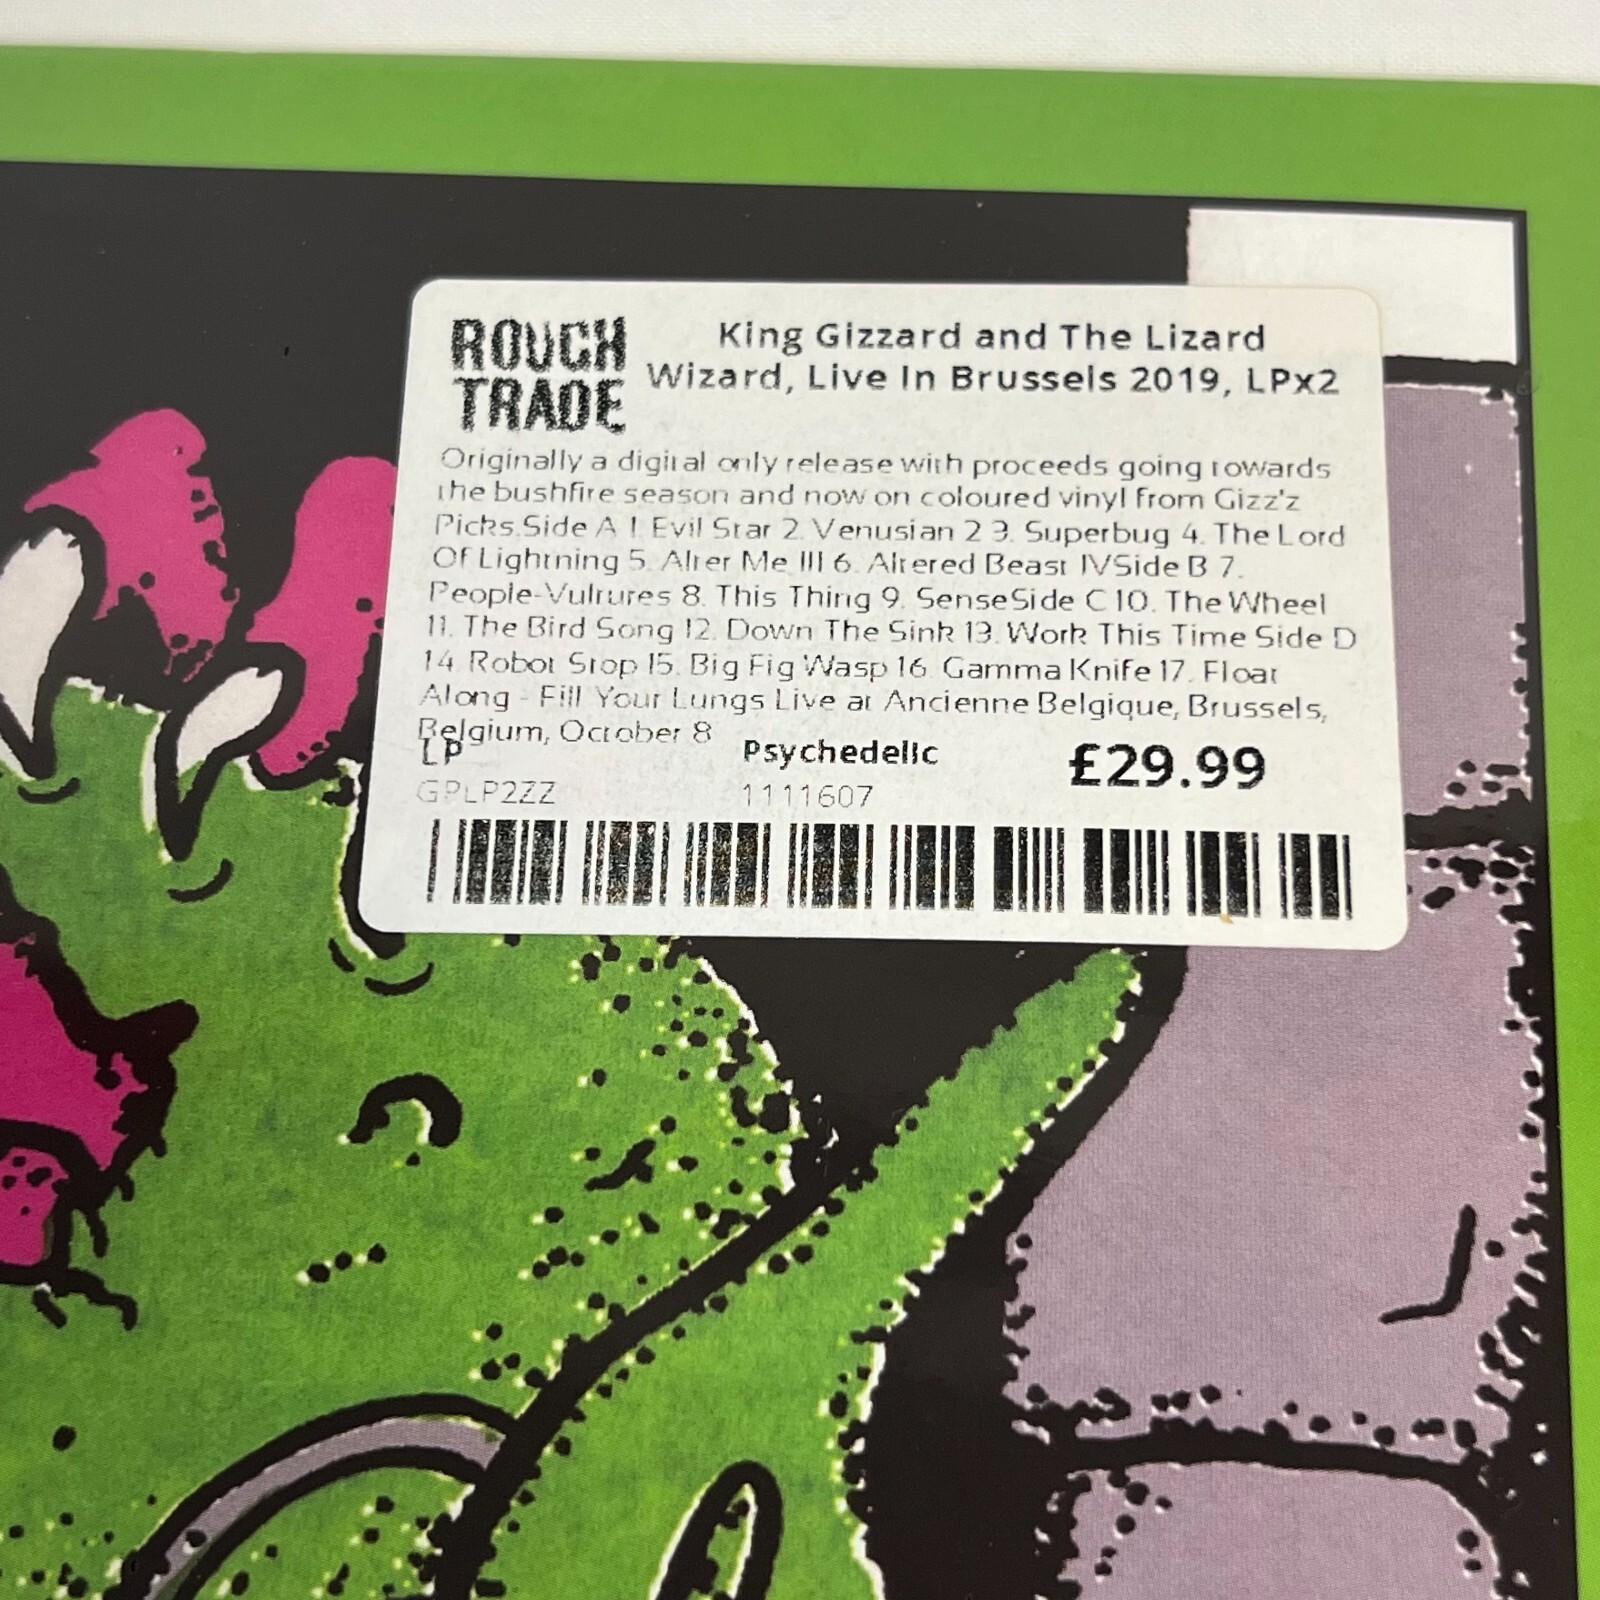 ROUGH
TRADE
King Gizzard and The Lizard
Wizard, Live In Brussels 2019, LPx2
Originally a digital only release with proceeds going towards
the bushfire season and now on coloured vinyl from Gizz'z
Picks.Side A 1. Evil Star 2. Venusian 2 3. Superbug 4. The Lord
Of Lightning 5. Alter Me III 6. Altered Beast IVSide B 7.
People-Vultures 8. This Thing 9. SenseSide C 10. The Wheel
11. The Bird Song 12. Down The Sink 13. Work This Time Side D
14. Robot Stop 15. Big Fig Wasp 16. Gamma Knife 17. Float
Along - Fill Your Lungs Live at Ancienne Belgique, Brussels,
Belgium, October 8
LP Psychedelic £29.99
GPLP2ZZ 1111607